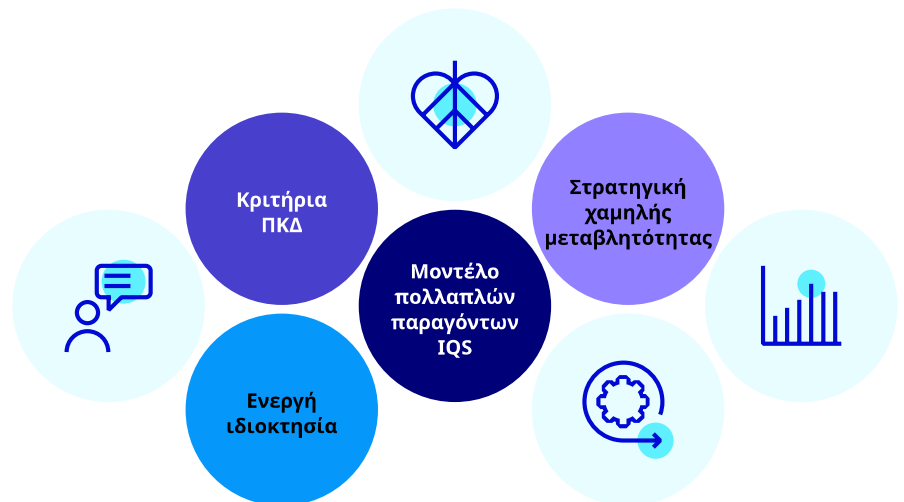 Κριτήρια
ΠΚΔ
Στρατηγική
χαμηλής
μεταβλητότητας
Μοντέλο
πολλαπλών
παραγόντων
IQS
Ενεργή
ιδιοκτησία